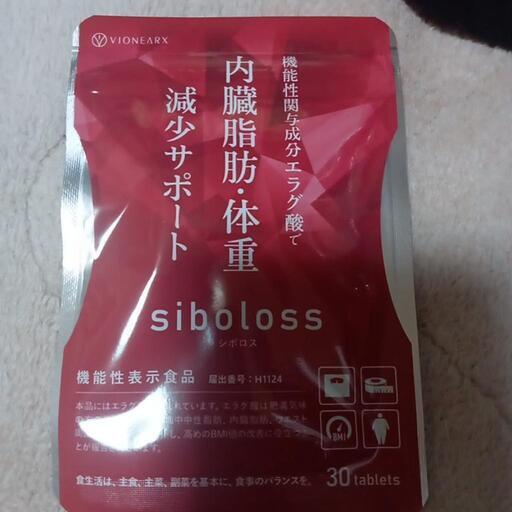 VIONEARX
機能性関与成分エラグ酸で
内臓脂肪・体重
減少サポート
siboloss
シボロス
機能性表示食品 届出番号:H1124
本品にはエラグ酸が れています。エラグ酸は肥満気味
中性脂肪、内臓脂肪、ウエスト
高めのBMI値の改善に役立つ
とが報告
BMI
食生活は、主食、主菜、副菜を基本に、食事のバランスを。
30 tablets